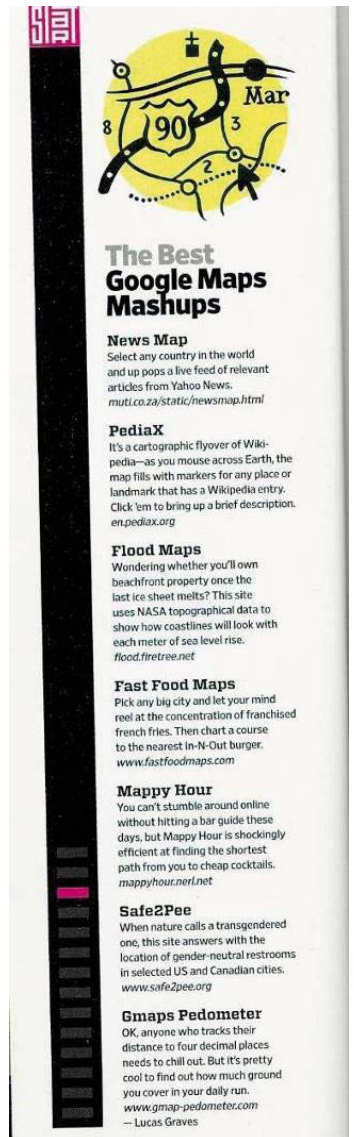 Start
Mar
90
8
3
2
The Best
Google Maps
Mashups
News Map
Select any country in the world
and up pops a live feed of relevant
articles from Yahoo News.
muti.co.za/static/newsmap.html
PediaX
It's a cartographic flyover of Wiki-
pedia—as you mouse across Earth, the
map fills with markers for any place or
landmark that has a Wikipedia entry.
Click 'em to bring up a brief description.
en.pediax.org
Flood Maps
Wondering whether you'll own
beachfront property once the
last ice sheet melts? This site
uses NASA topographical data to
show how coastlines will look with
each meter of sea level rise.
flood.firetree.net
Fast Food Maps
Pick any big city and let your mind
reel at the concentration of franchised
french fries. Then chart a course
to the nearest In-N-Out burger.
www.fastfoodmaps.com
Mappy Hour
You can't stumble around online
without hitting a bar guide these
days, but Mappy Hour is shockingly
efficient at finding the shortest
path from you to cheap cocktails.
mappyhour.nerl.net
Safe2Pee
When nature calls a transgendered
one, this site answers with the
location of gender-neutral restrooms
in selected US and Canadian cities.
www.safe2pee.org
Gmaps Pedometer
OK, anyone who tracks their
distance to four decimal places
needs to chill out. But it's pretty
cool to find out how much ground
you cover in your daily run.
www.gmap-pedometer.com
— Lucas Graves